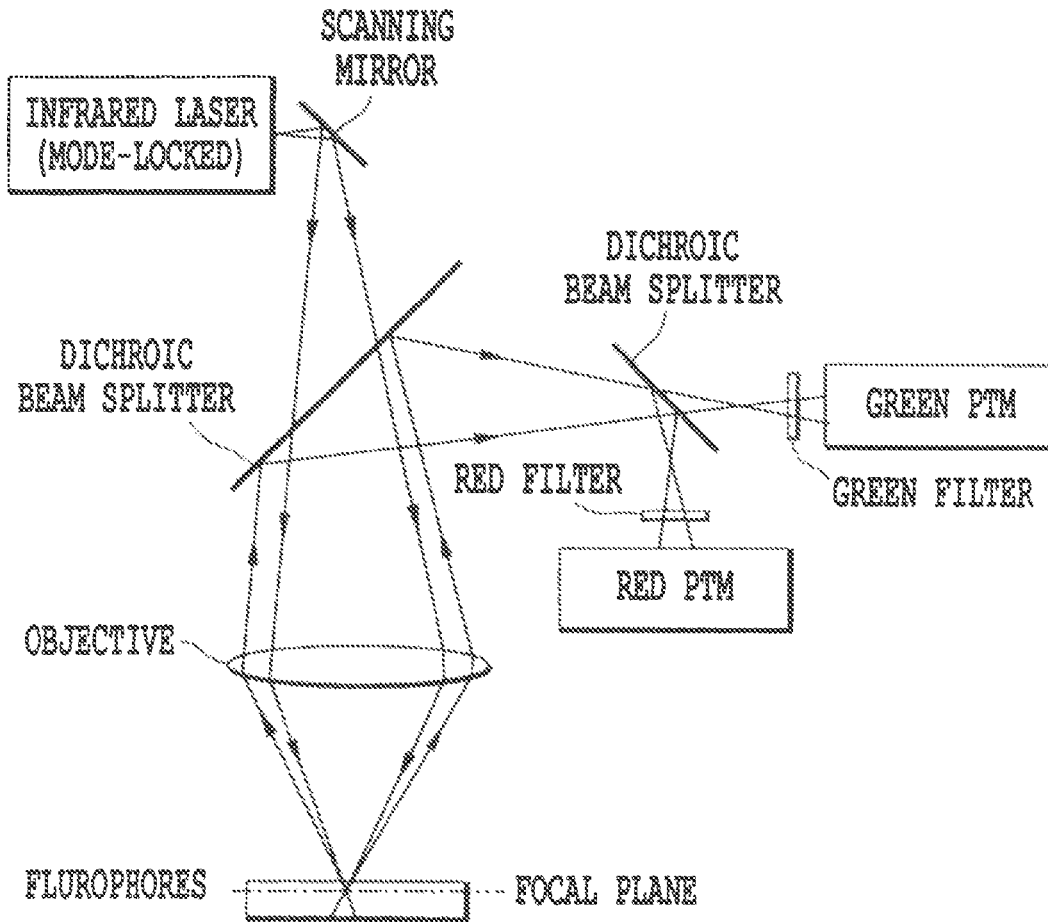 SCANNING
MIRROR
INFRARED LASER
(MODE-LOCKED)
DICHROIC
BEAM SPLITTER
DICHROIC
BEAM SPLITTER
GREEN PTM
RED FILTER
GREEN FILTER
RED PTM
OBJECTIVE
FLUROPHORES
FOCAL PLANE